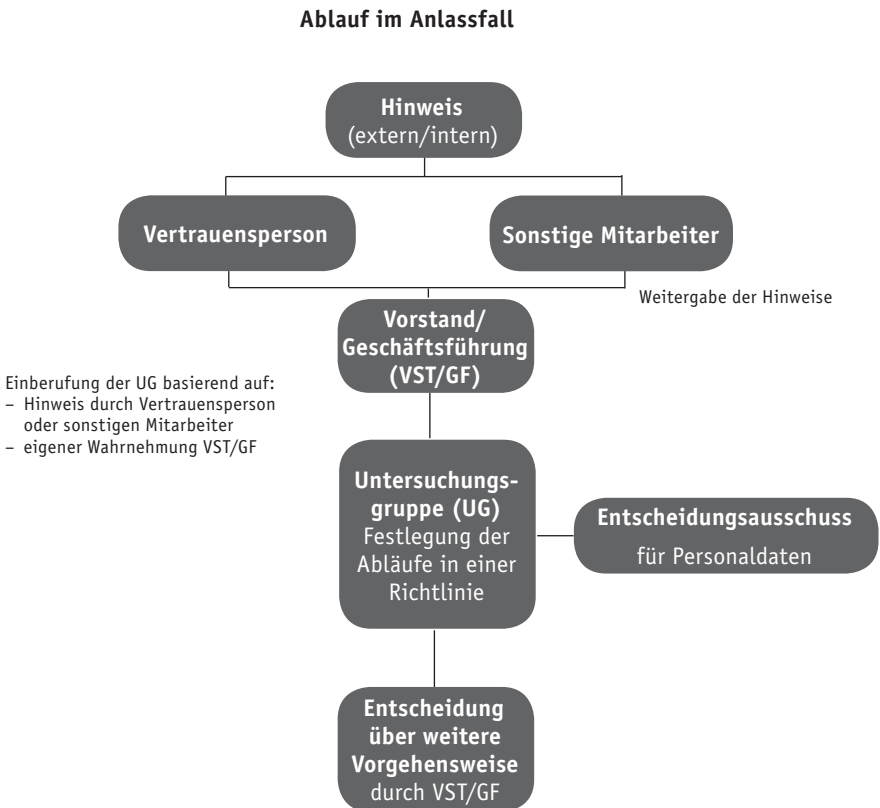 Ablauf im Anlassfall
Hinweis
(extern/intern)
Vertrauensperson
Sonstige Mitarbeiter
Weitergabe der Hinweise
Vorstand/
Geschäftsführung
(VST/GF)
Einberufung der UG basierend auf:
– Hinweis durch Vertrauensperson
oder sonstigen Mitarbeiter
– eigener Wahrnehmung VST/GF
Untersuchungs-
gruppe (UG)
Festlegung der
Abläufe in einer
Richtlinie
Entscheidungsausschuss
für Personaldaten
Entscheidung
über weitere
Vorgehensweise
durch VST/GF